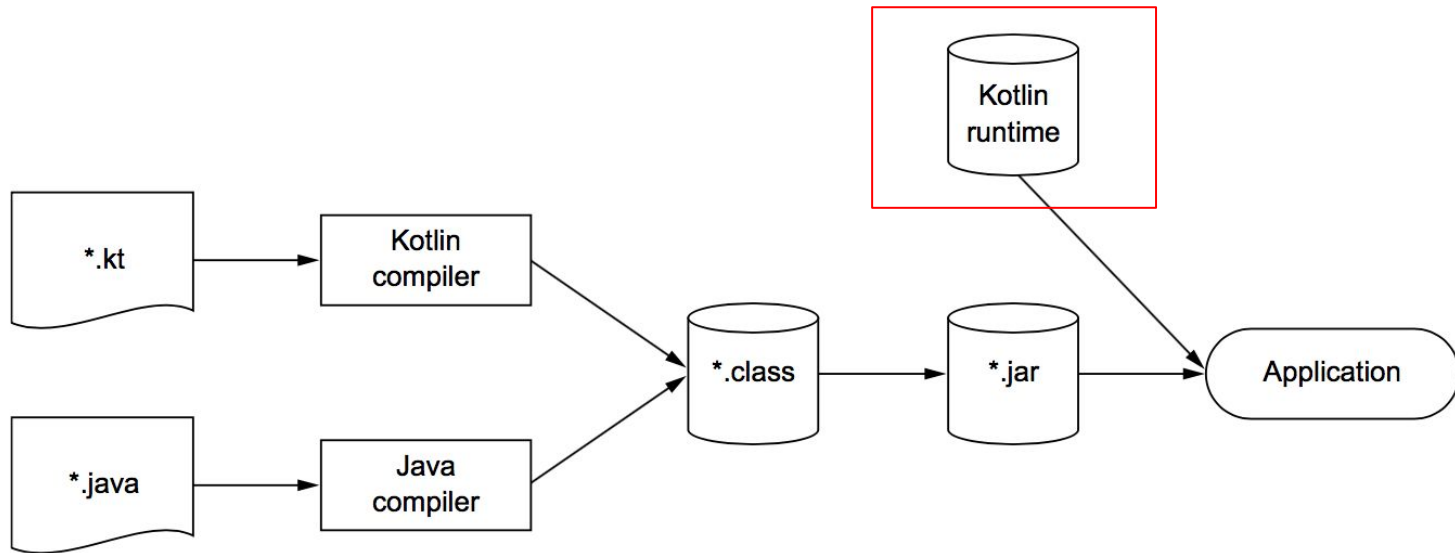 Kotlin
runtime
*.kt
Kotlin
compiler
*.class
*.jar
Application
*.java
Java
compiler